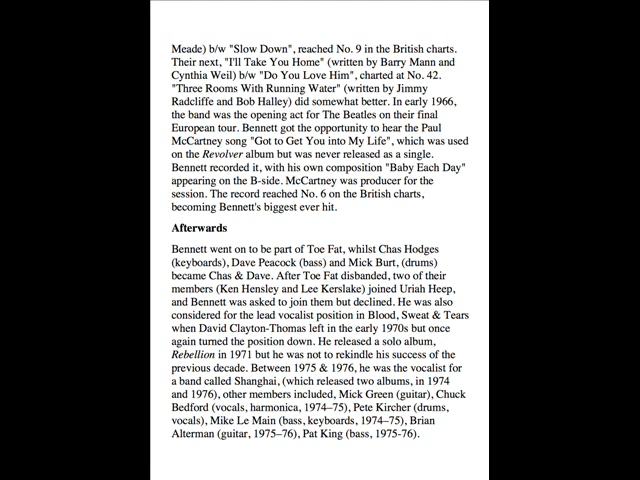 Meade) b/w "Slow Down", reached No. 9 in the British charts.
Their next, "I'll Take You Home" (written by Barry Mann and
Cynthia Weil) b/w "Do You Love Him", charted at No. 42.
"Three Rooms With Running Water" (written by Jimmy
Radcliffe and Bob Halley) did somewhat better. In early 1966,
the band was the opening act for The Beatles on their final
European tour. Bennett got the opportunity to hear the Paul
McCartney song "Got to Get You into My Life", which was used
on the Revolver album but was never released as a single.
Bennett recorded it, with his own composition "Baby Each Day"
appearing on the B-side. McCartney was producer for the
session. The record reached No. 6 on the British charts,
becoming Bennett's biggest ever hit.
Afterwards
Bennett went on to be part of Toe Fat, whilst Chas Hodges
(keyboards), Dave Peacock (bass) and Mick Burt, (drums)
became Chas & Dave. After Toe Fat disbanded, two of their
members (Ken Hensley and Lee Kerslake) joined Uriah Heep,
and Bennett was asked to join them but declined. He was also
considered for the lead vocalist position in Blood, Sweat & Tears
when David Clayton-Thomas left in the early 1970s but once
again turned the position down. He released a solo album,
Rebellion in 1971 but he was not to rekindle his success of the
previous decade. Between 1975 & 1976, he was the vocalist for
a band called Shanghai, (which released two albums, in 1974
and 1976), other members included, Mick Green (guitar), Chuck
Bedford (vocals, harmonica, 1974–75), Pete Kircher (drums,
vocals), Mike Le Main (bass, keyboards, 1974–75), Brian
Alterman (guitar, 1975–76), Pat King (bass, 1975-76).